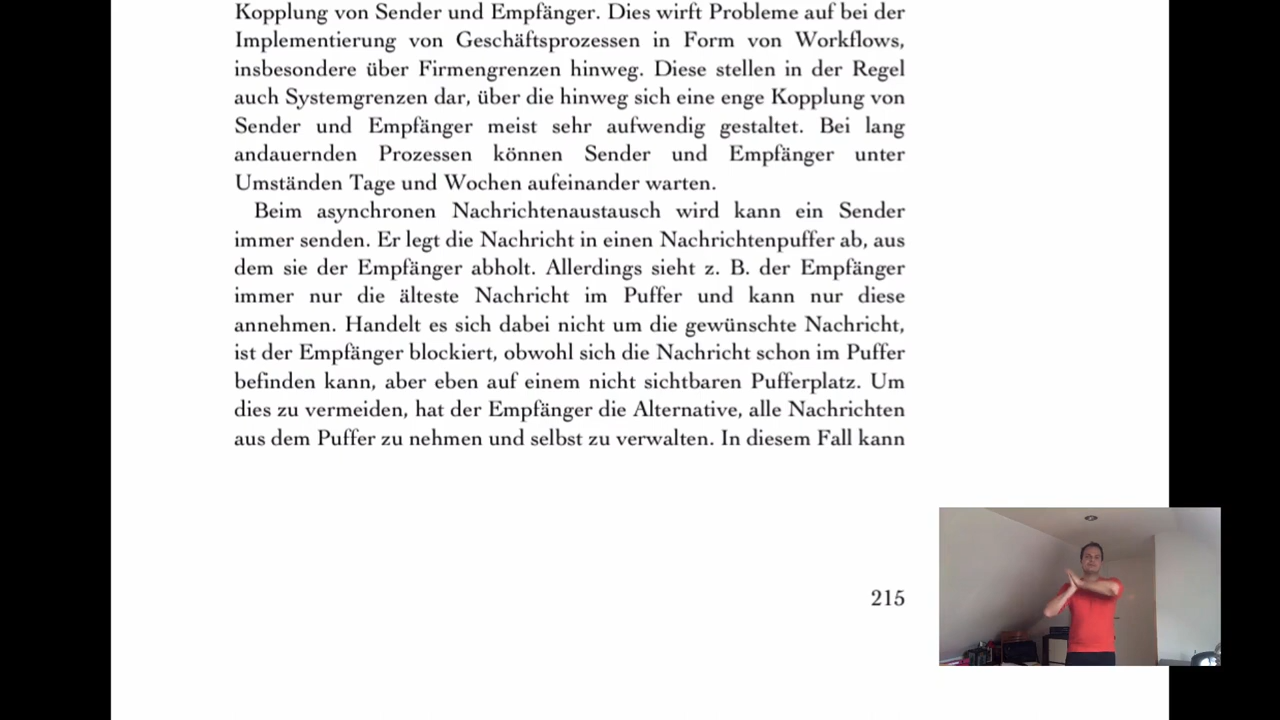 Kopplung von Sender und Empfänger. Dies wirft Probleme auf bei der
Implementierung von Geschäftsprozessen in Form von Workflows,
insbesondere über Firmengrenzen hinweg. Diese stellen in der Regel
auch Systemgrenzen dar, über die hinweg sich eine enge Kopplung von
Sender und Empfänger meist sehr aufwendig gestaltet. Bei lang
andauernden Prozessen können Sender und Empfänger unter
Umständen Tage und Wochen aufeinander warten.
Beim asynchronen Nachrichtenaustausch wird kann ein Sender
immer senden. Er legt die Nachricht in einen Nachrichtenpuffer ab, aus
dem sie der Empfänger abholt. Allerdings sieht z. B. der Empfänger
immer nur die älteste Nachricht im Puffer und kann nur diese
annehmen. Handelt es sich dabei nicht um die gewünschte Nachricht,
ist der Empfänger blockiert, obwohl sich die Nachricht schon im Puffer
befinden kann, aber eben auf einem nicht sichtbaren Pufferplatz. Um
dies zu vermeiden, hat der Empfänger die Alternative, alle Nachrichten
aus dem Puffer zu nehmen und selbst zu verwalten. In diesem Fall kann
215